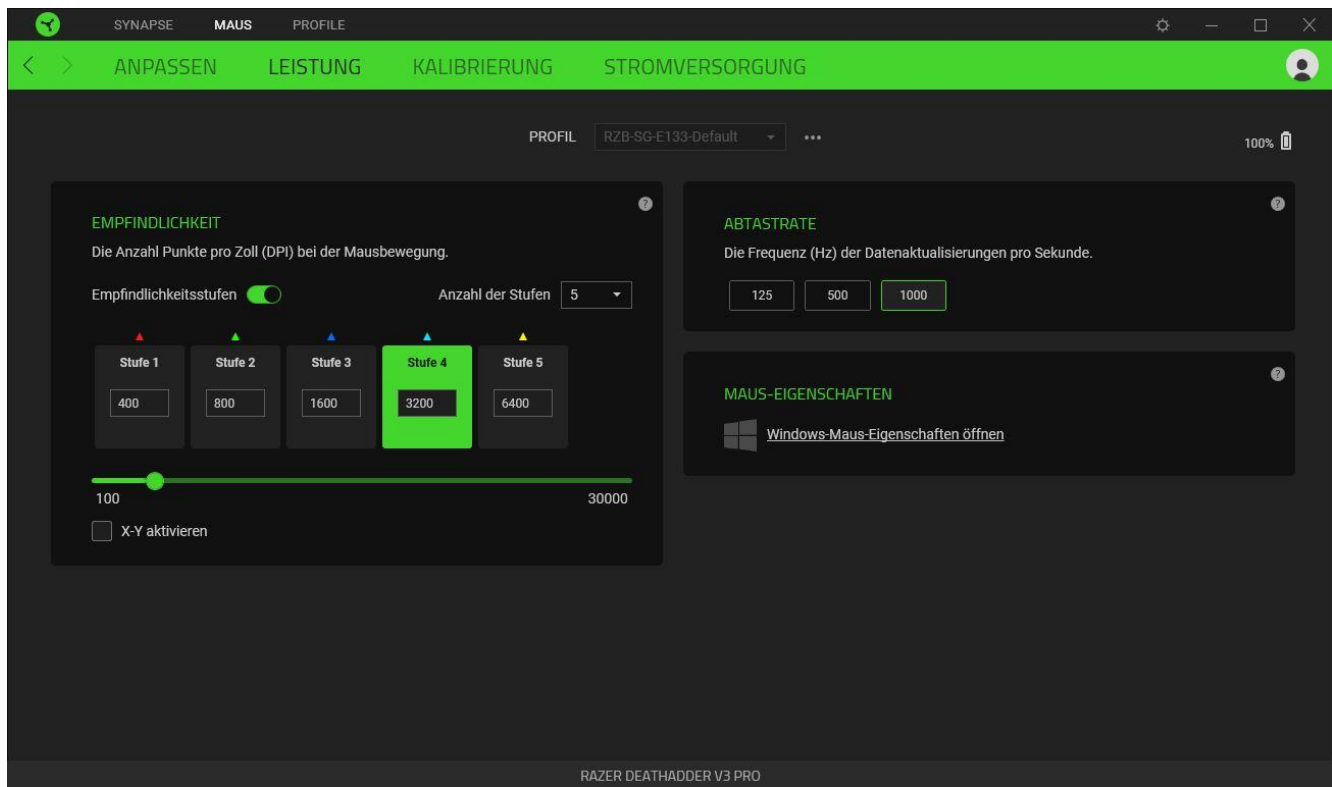 SYNAPSE MAUS PROFILE
ANPASSEN LEISTUNG KALIBRIERUNG STROMVERSORGUNG
PROFIL RZB-SG-E133-Default
100%
EMPFINDLICHKEIT
Die Anzahl Punkte pro Zoll (DPI) bei der Mausbewegung.
Empfindlichkeitsstufen Anzahl der Stufen 5
Stufe 1 Stufe 2 Stufe 3 Stufe 4 Stufe 5
400 800 1600 3200 6400
100 30000
X-Y aktivieren
ABTASTRATE
Die Frequenz (Hz) der Datenaktualisierungen pro Sekunde.
125 500 1000
MAUS-EIGENSCHAFTEN
Windows-Maus-Eigenschaften öffnen
RAZER DEATHADDER V3 PRO